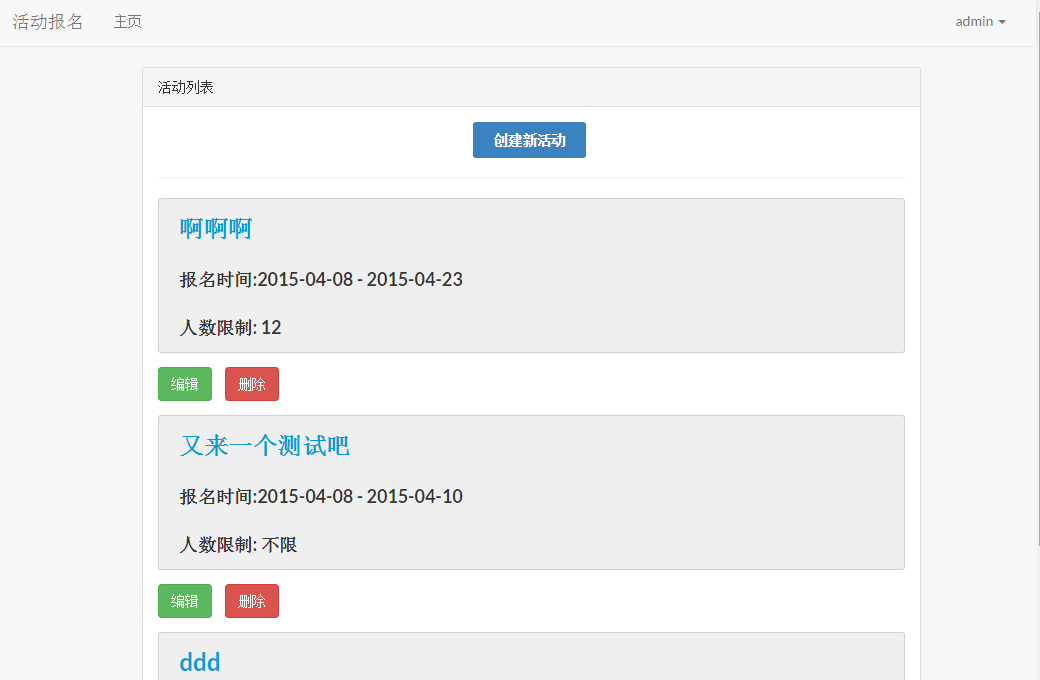 活动报名 主页 admin
活动列表
创建新活动
啊啊啊
报名时间:2015-04-08 - 2015-04-23
人数限制: 12
编辑 删除
又来一个测试吧
报名时间:2015-04-08 - 2015-04-10
人数限制: 不限
编辑 删除
ddd